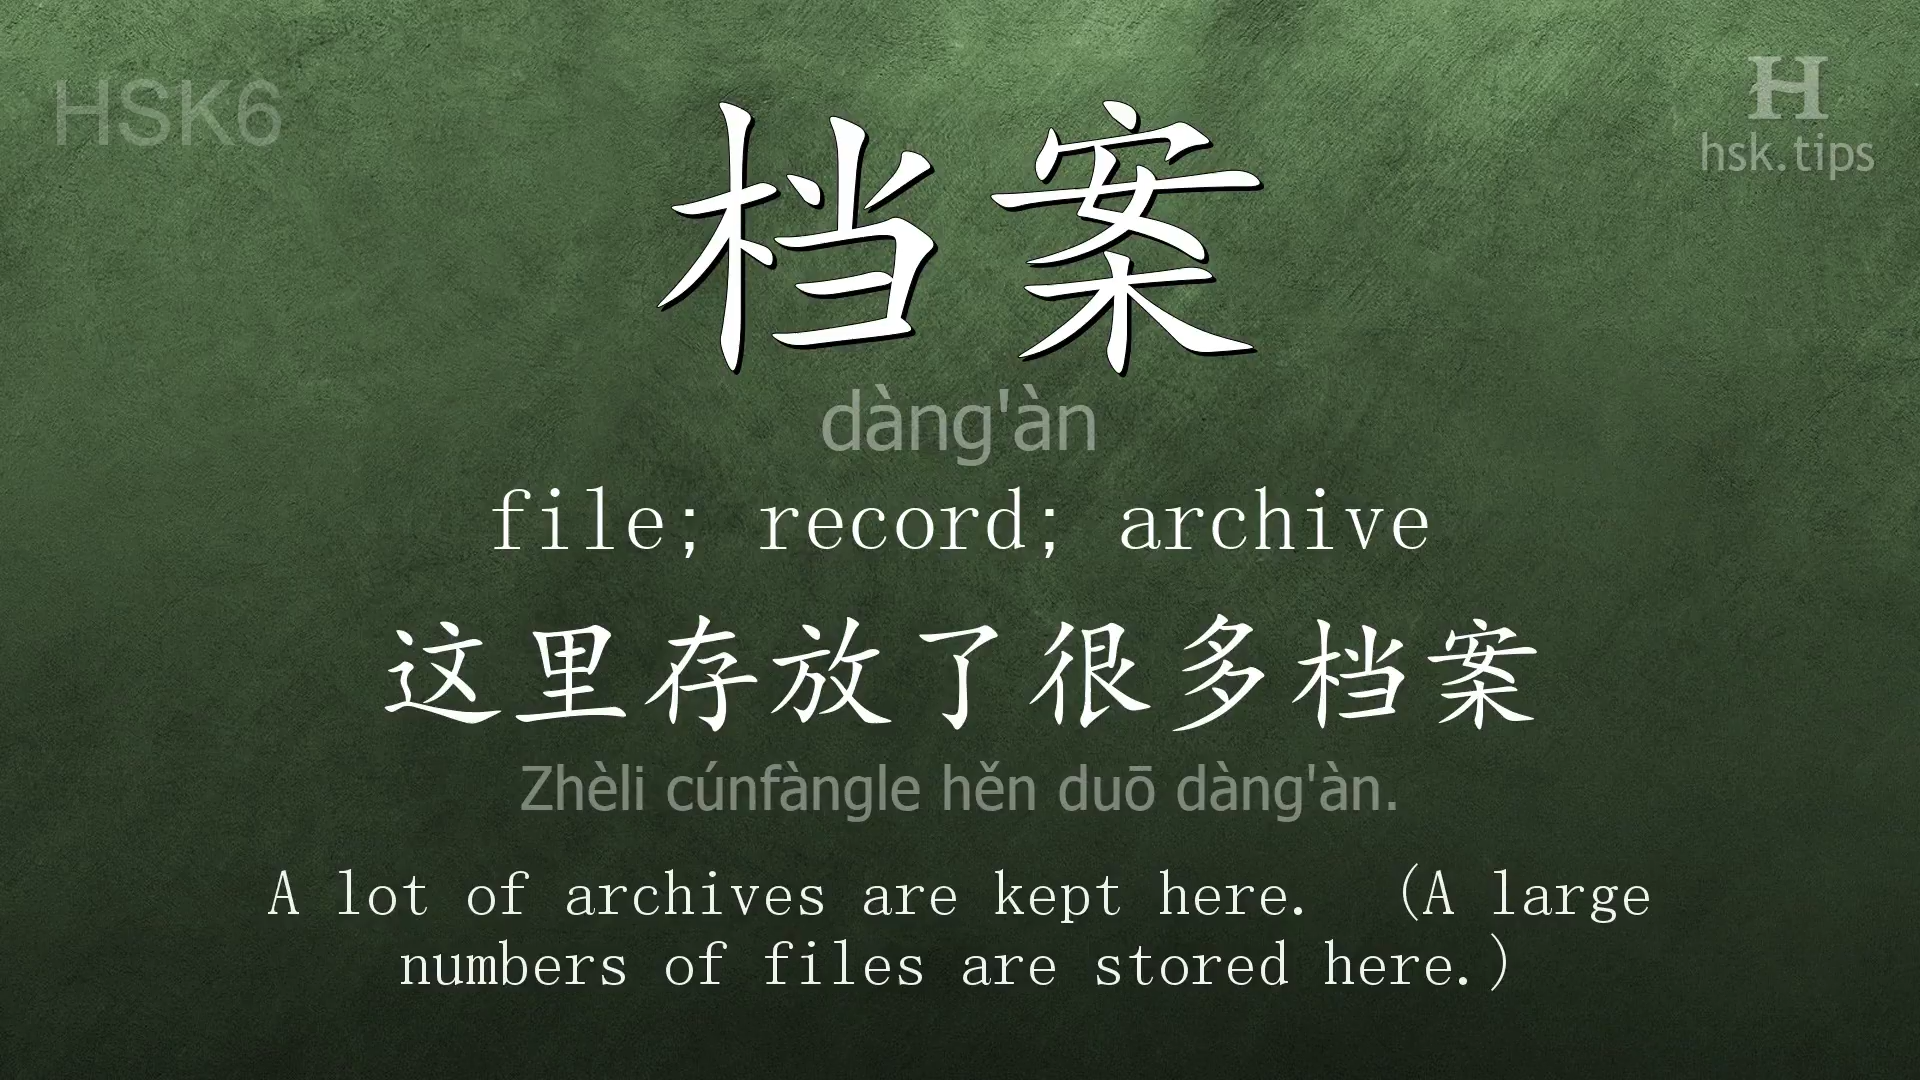 HSK6
H
hsk.tips
档案
dàng'àn
file; record; archive
这里存放了很多档案
Zhèli cúnfàngle hěn duō dàng'àn.
A lot of archives are kept here. (A large
numbers of files are stored here.)